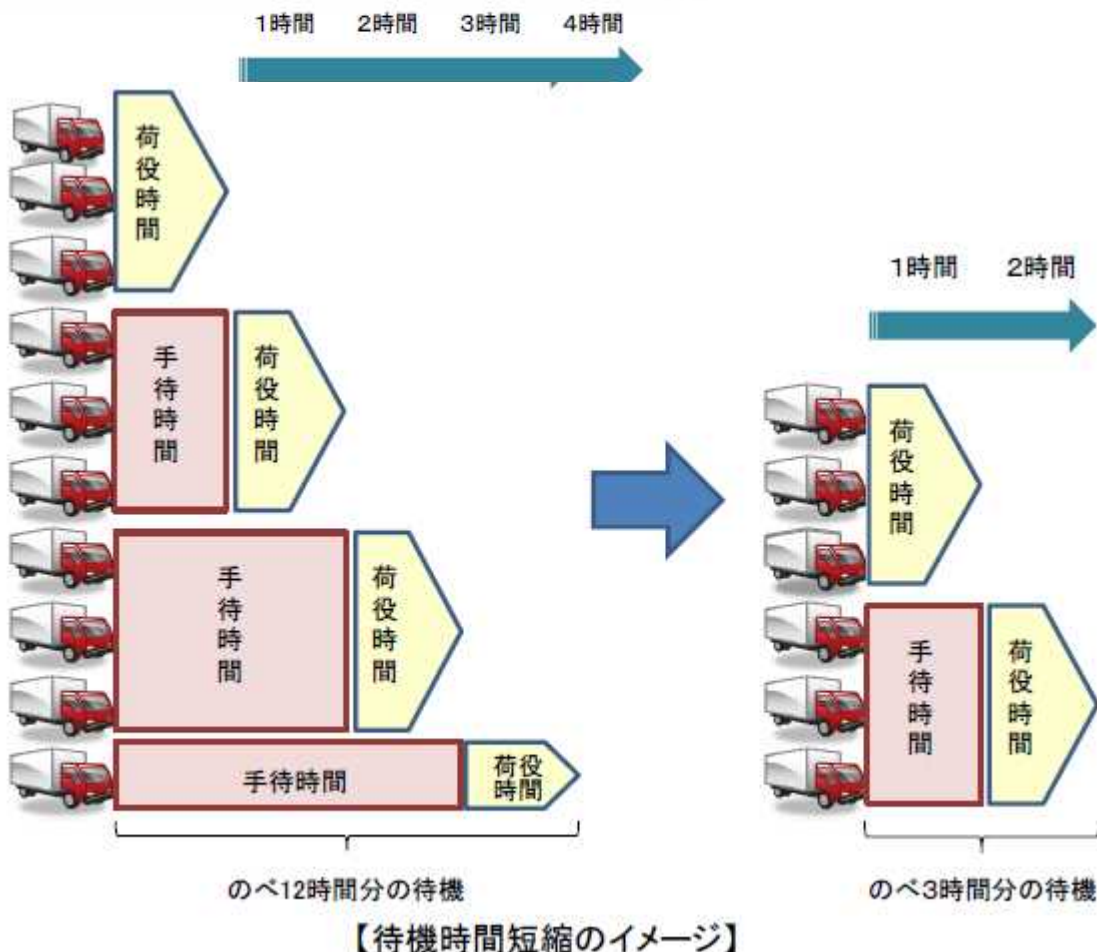 1時間 2時間 3時間 4時間
荷役時間
手待時間
荷役時間
手待時間
荷役時間
手待時間
荷役
時間
のべ12時間分の待機
1時間 2時間
荷役時間
手待時間
荷役時間
のべ3時間分の待機
【待機時間短縮のイメージ】